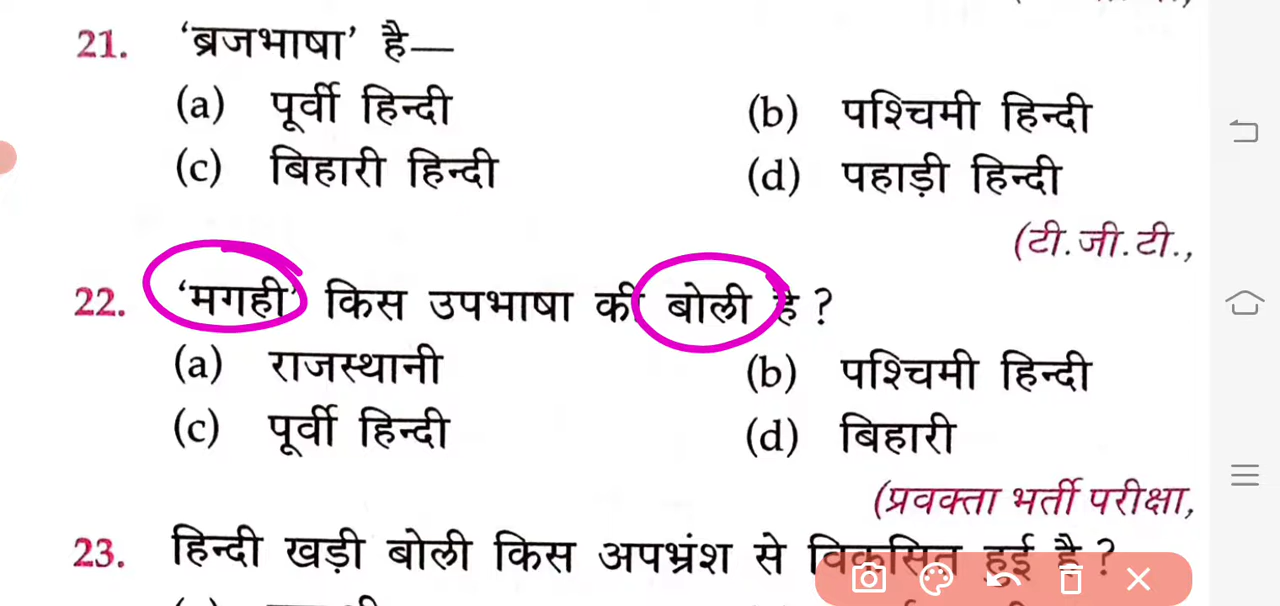 21. ‘ब्रजभाषा’ है—
(a) पूर्वी हिन्दी (b) पश्चिमी हिन्दी
(c) बिहारी हिन्दी (d) पहाड़ी हिन्दी
(टी.जी.टी.,
22. ‘मगही’ किस उपभाषा की बोली है ?
(a) राजस्थानी (b) पश्चिमी हिन्दी
(c) पूर्वी हिन्दी (d) बिहारी
(प्रवक्ता भर्ती परीक्षा,
23. हिन्दी खड़ी बोली किस अपभ्रंश से विकसित हुई है ?